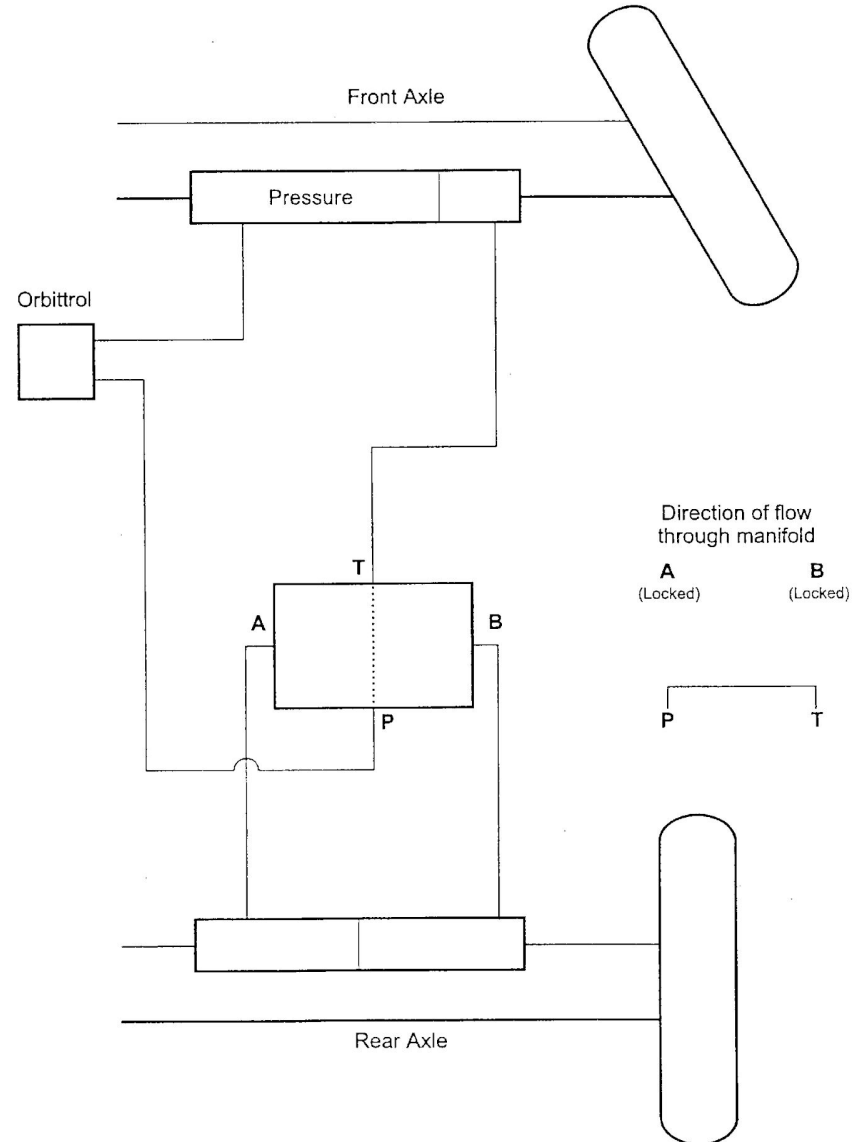 Front Axle
Pressure
Orbittrol
Direction of flow
through manifold
T
A
B
(Locked)
(Locked)
A
B
P
P
T
Rear Axle